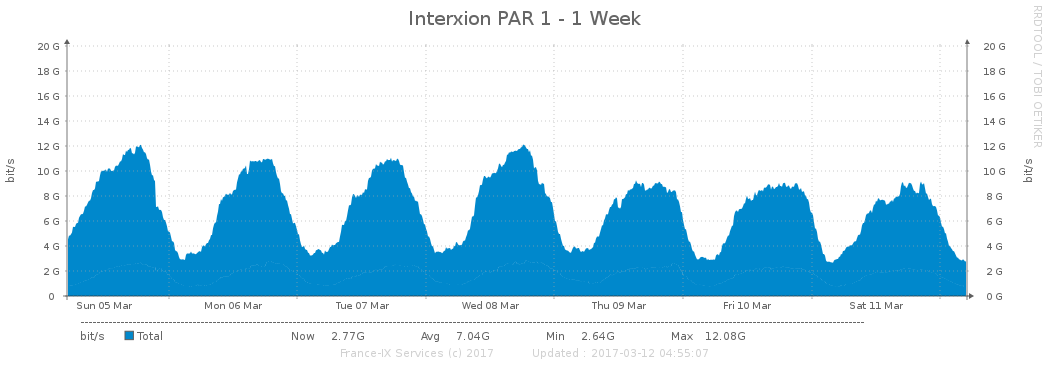 Interxion PAR 1 - 1 Week
RRDTOOL / TOBI OETIKER
20 G 20 G
18 G 18 G
16 G 16 G
14 G 14 G
12 G 12 G
10 G 10 G
8 G 8 G
6 G 6 G
4 G 4 G
2 G 2 G
0 0 G
bit/s
bit/s
Sun 05 Mar Mon 06 Mar Tue 07 Mar Wed 08 Mar Thu 09 Mar Fri 10 Mar Sat 11 Mar
bit/s Total Now 2.77G Avg 7.04G Min 2.64G Max 12.08G
France-IX Services (c) 2017 Updated : 2017-03-12 04:55:07